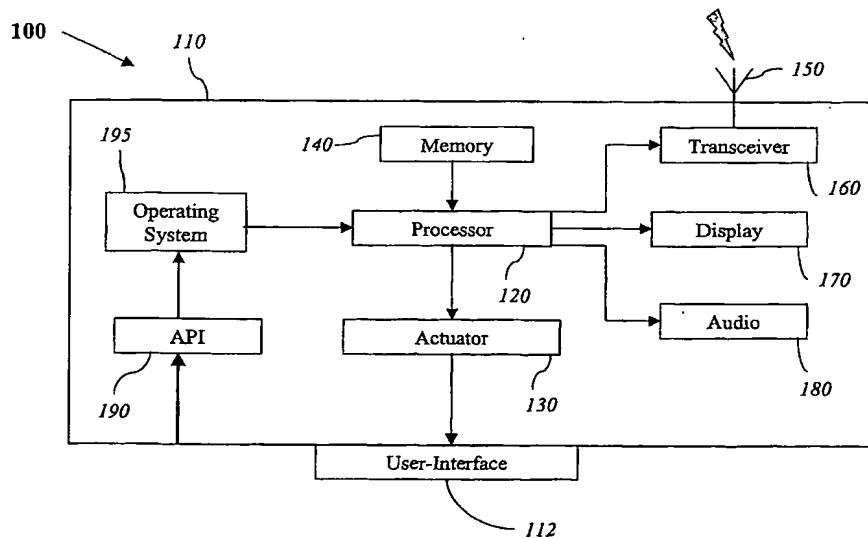 100
110
150
195
140
Memory
Transceiver
160
Operating
System
Processor
Display
120
170
API
Actuator
Audio
190
130
180
User-Interface
112